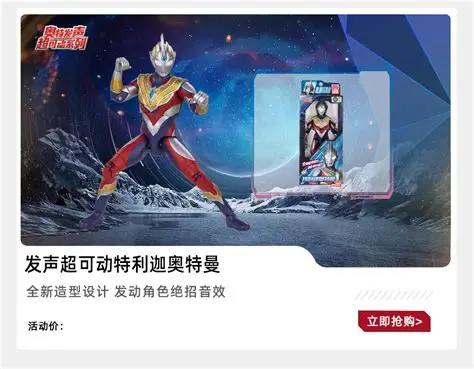 奥特发声
超可动系列
发声超可动特利迦奥特曼
全新造型设计 发动角色绝招音效
活动价：
立即抢购>